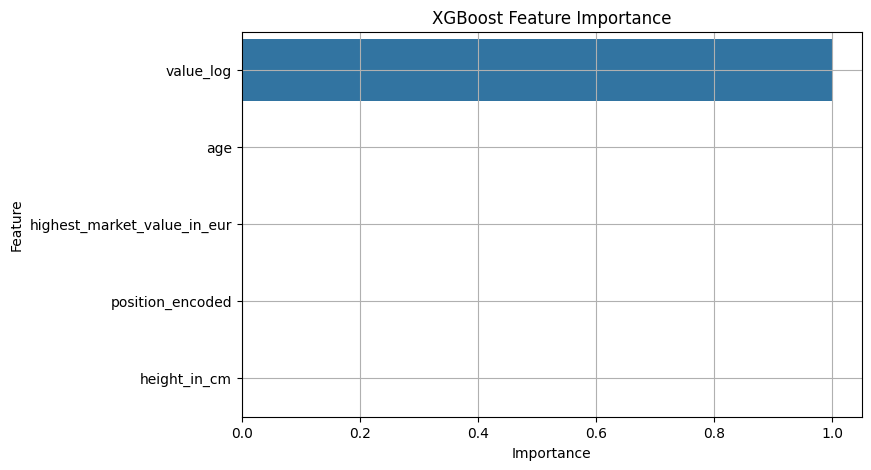 XGBoost Feature Importance
Feature
value_log
age
highest_market_value_in_eur
position_encoded
height_in_cm
0.0 0.2 0.4 0.6 0.8 1.0
Importance